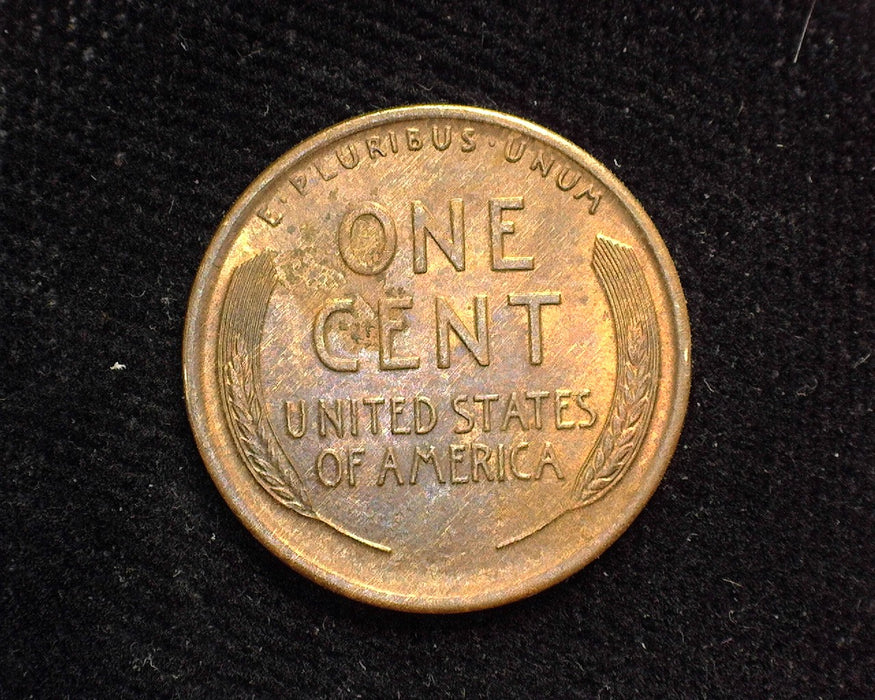 E·PLURIBUS·UNUM
ONE
CENT
UNITED STATES
OF AMERICA